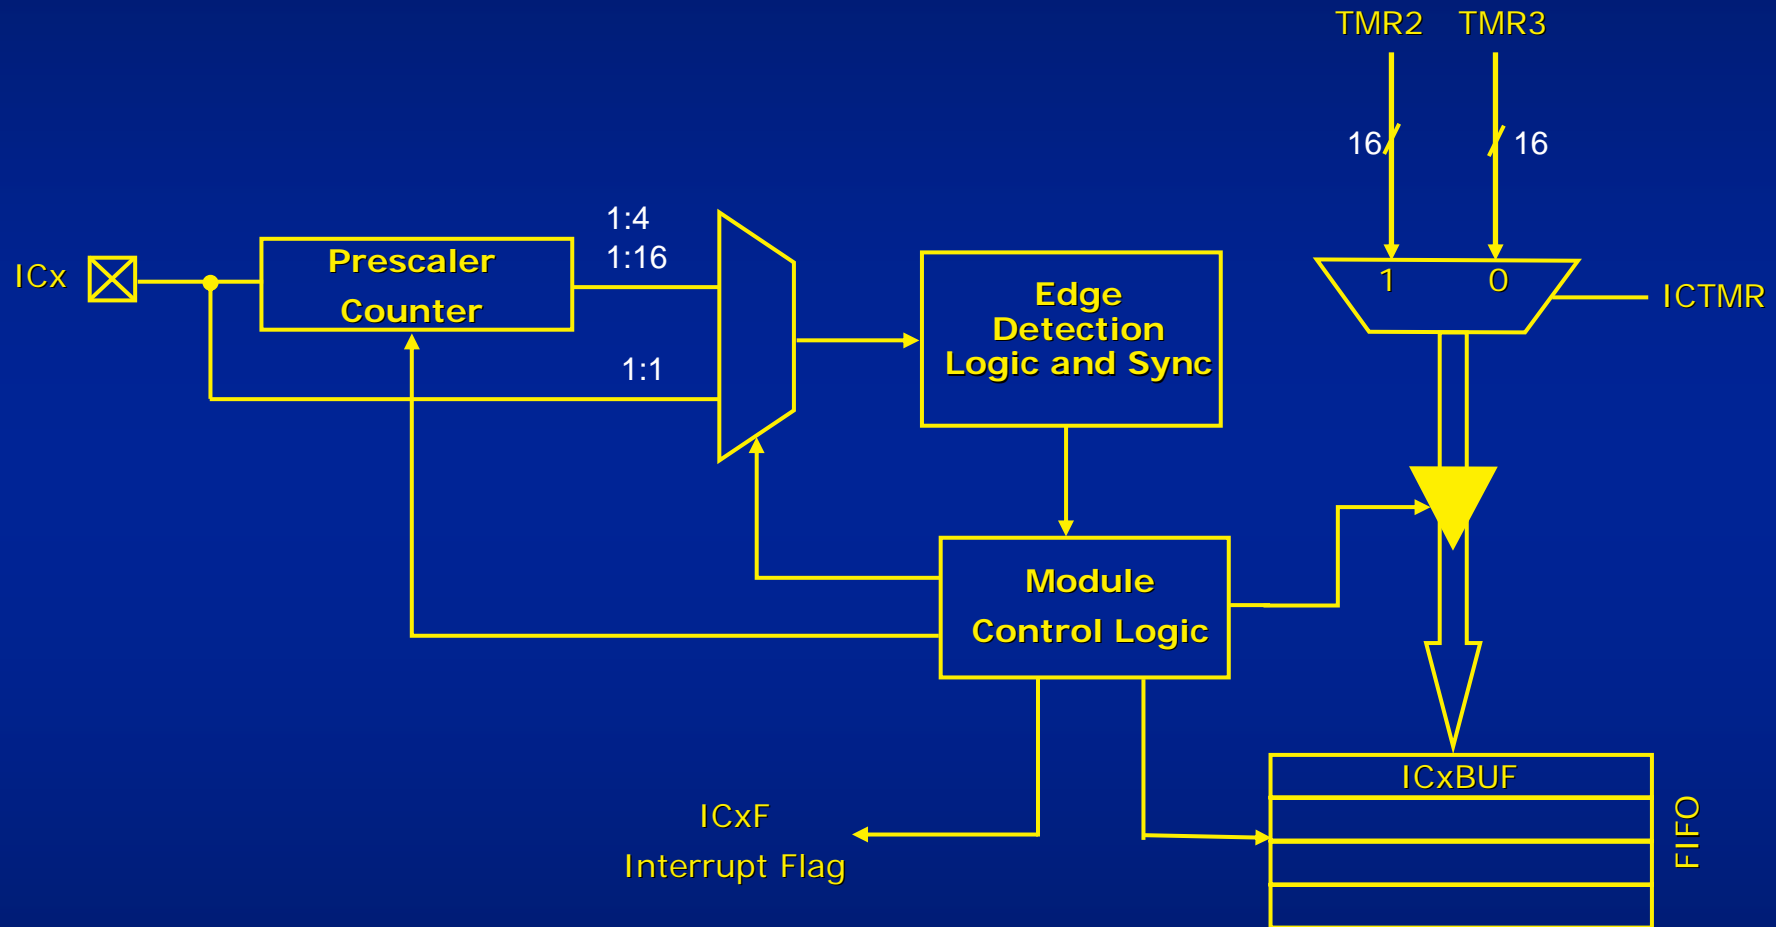 TMR2 TMR3
16 16
1:4
1:16
ICx
Prescaler
Counter
1 0
ICTMR
Edge
Detection
Logic and Sync
1:1
Module
Control Logic
ICxBUF
FIFO
ICxF
Interrupt Flag